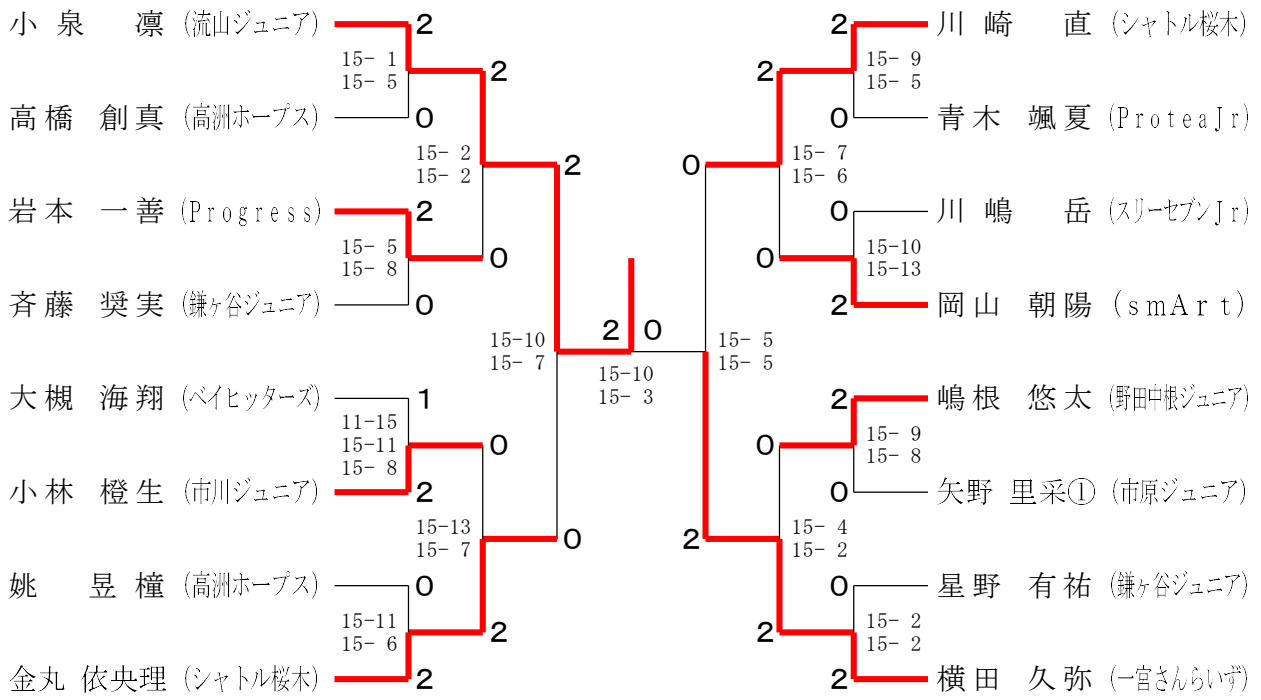 小泉 凛 (流山ジュニア) 2
15- 1
15- 5
2
高橋 創真 (高洲ホープス) 0
15- 2
15- 2
2
岩本 一善 (Progress) 2
15- 5
15- 8
0
斉藤 奨実 (鎌ヶ谷ジュニア) 0
15-10
15- 7
大槻 海翔 (ベイヒッターズ) 1
11-15
15-11
15- 8
0
小林 橙生 (市川ジュニア) 2
15-13
15- 7
0
姚 昱橦 (高洲ホープス) 0
15-11
15- 6
2
金丸 依央理 (シャトル桜木) 2
2 0
15-10
15- 3
2 川崎 直 (シャトル桜木)
2
15- 9
15- 5
0 青木 颯夏 (ProteaJr)
0
15- 7
15- 6
0 川嶋 岳 (スリーセブンJr)
0
15-10
15-13
2 岡山 朝陽 (smArt)
15- 5
15- 5
2 嶋根 悠太 (野田中根ジュニア)
0
15- 9
15- 8
0 矢野 里采① (市原ジュニア)
2
15- 4
15- 2
0 星野 有祐 (鎌ヶ谷ジュニア)
2
15- 2
15- 2
2 横田 久弥 (一宮さんらいず)